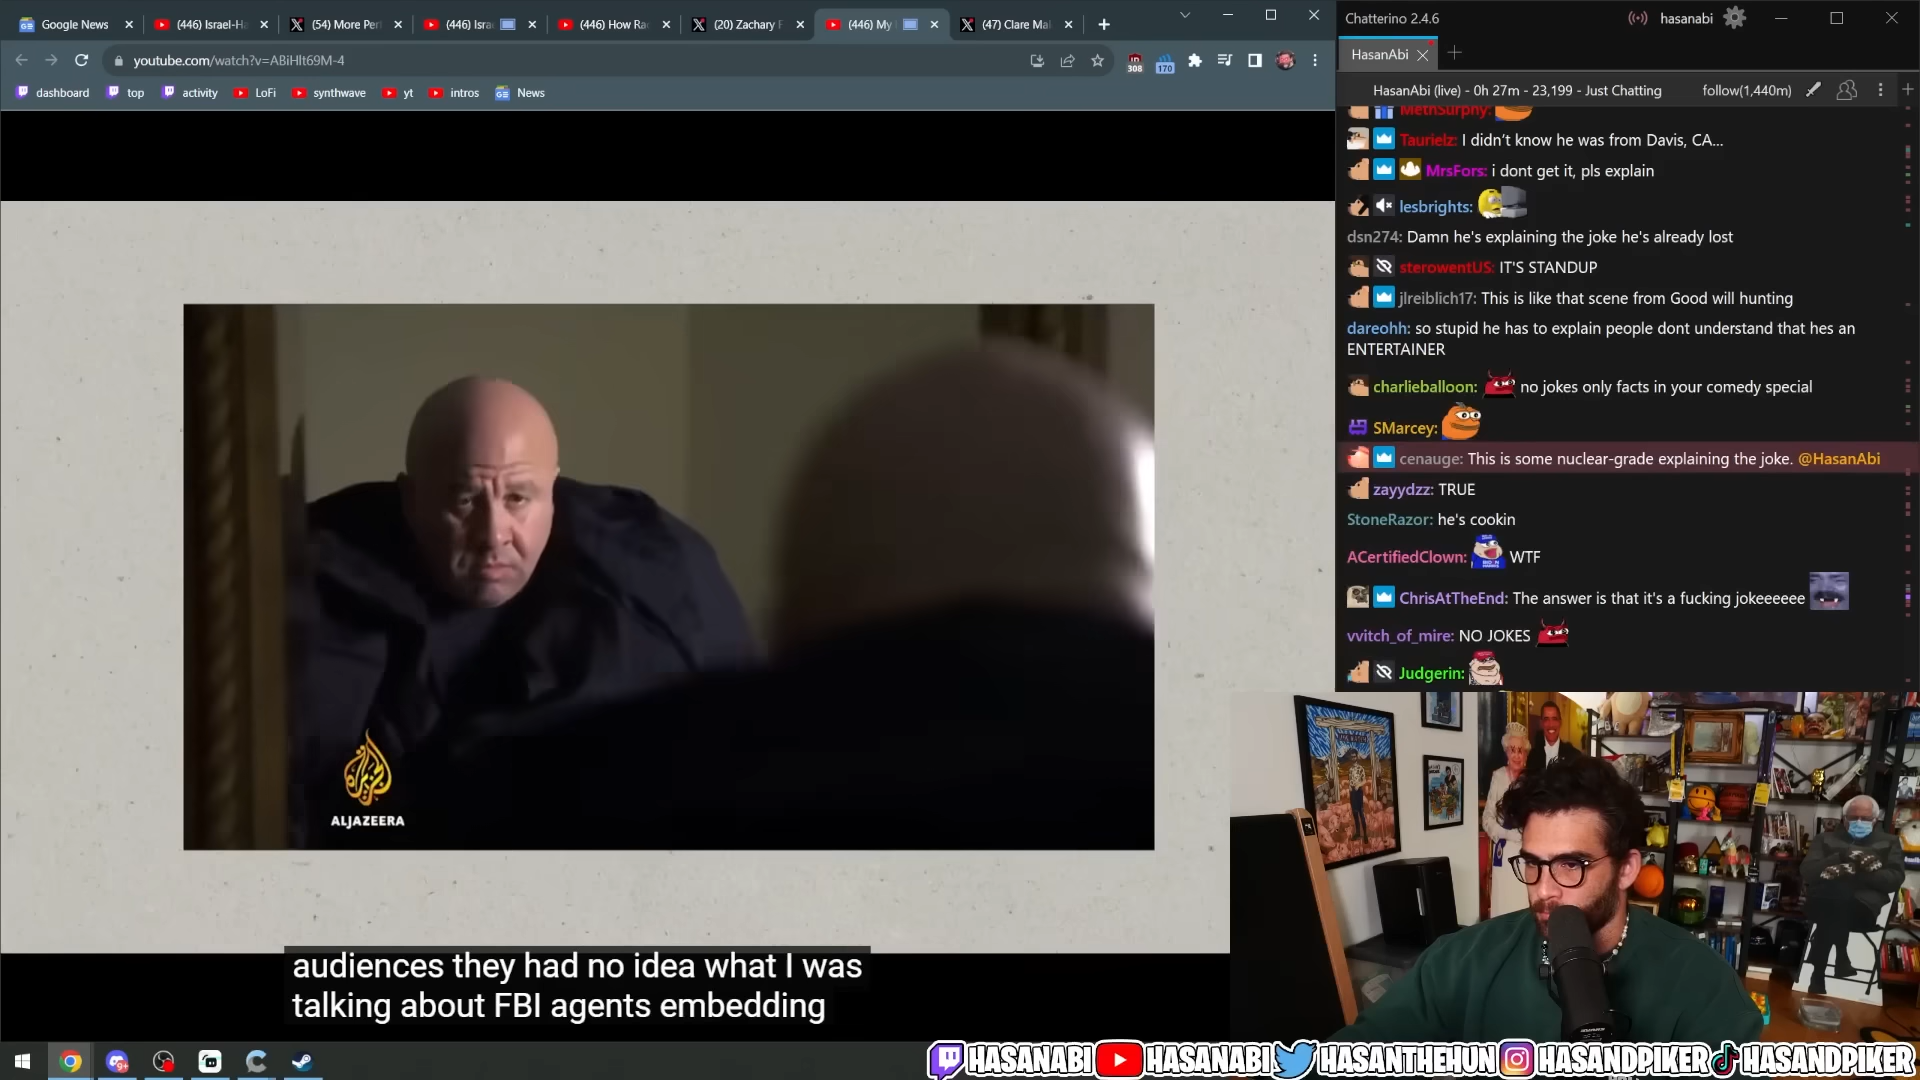 Google News
(446) Israel-Ha
(54) More Per
(446) Isra
(446) How Rac
(20) Zachary F
(446) My
(47) Clare Mal
youtube.com/watch?v=ABiHlt69M-4
308
170
dashboard
top
activity
LoFi
synthwave
yt
intros
News
ALJAZEERA
audiences they had no idea what I was
talking about FBI agents embedding
Chatterino 2.4.6
hasanabi
HasanAbi
HasanAbi (live) - 0h 27m - 23,199 - Just Chatting
follow(1,440m)
MethSurphy:
Taurielz: I didn’t know he was from Davis, CA...
MrsFors: i dont get it, pls explain
lesbrights:
dsn274: Damn he's explaining the joke he's already lost
sterowentUS: IT'S STANDUP
jlreiblich17: This is like that scene from Good will hunting
dareohh: so stupid he has to explain people dont understand that hes an
ENTERTAINER
charlieballoon: no jokes only facts in your comedy special
SMarcey:
cenauge: This is some nuclear-grade explaining the joke. @HasanAbi
zayydzz: TRUE
StoneRazor: he's cookin
ACertifiedClown: WTF
ChrisAtTheEnd: The answer is that it's a fucking jokeeeeee
vvitch_of_mire: NO JOKES
Judgerin:
HASANABI
HASANABI
HASANTHEHUN
HASANDPIKER
HASANDPIKER